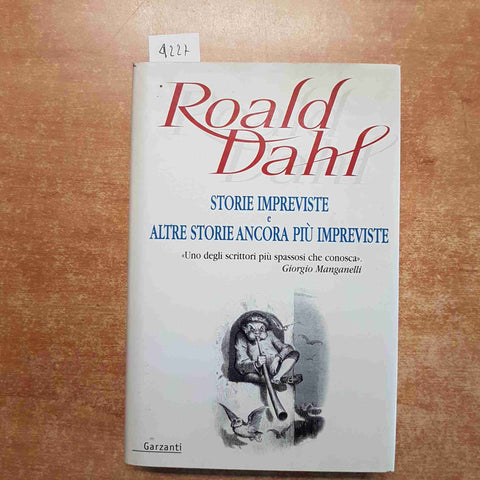 4227
Roald
Dahl
STORIE IMPREVISTE
e
ALTRE STORIE ANCORA PIÙ IMPREVISTE
«Uno degli scrittori più spassosi che conosca».
Giorgio Manganelli
Garzanti